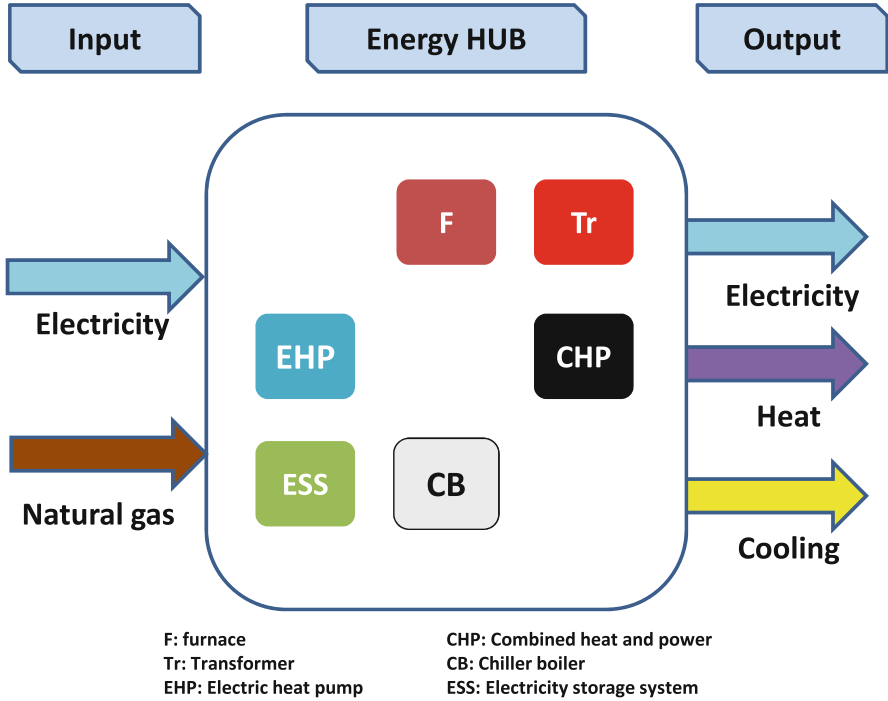 Input
Energy HUB
Output
F
Tr
Electricity
Electricity
EHP
CHP
Heat
Natural gas
ESS
CB
Cooling
F: furnace
Tr: Transformer
EHP: Electric heat pump
CHP: Combined heat and power
CB: Chiller boiler
ESS: Electricity storage system